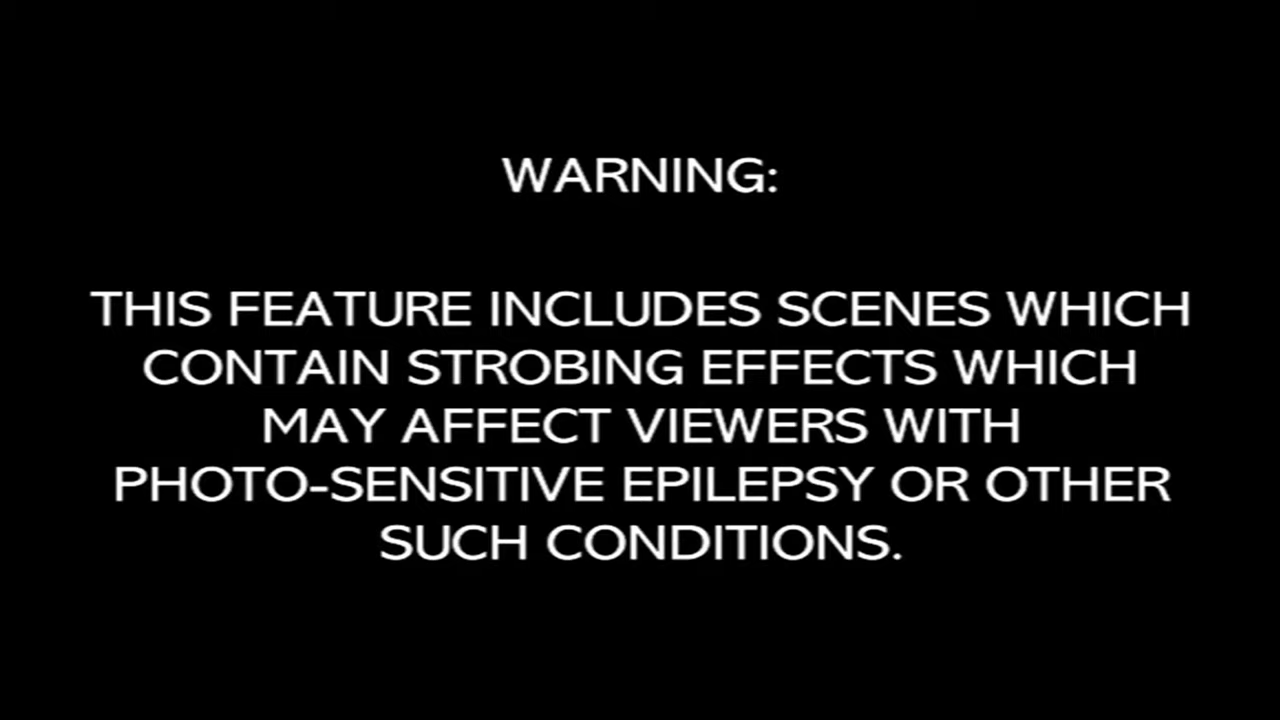 WARNING:
THIS FEATURE INCLUDES SCENES WHICH
CONTAIN STROBING EFFECTS WHICH
MAY AFFECT VIEWERS WITH
PHOTO-SENSITIVE EPILEPSY OR OTHER
SUCH CONDITIONS.